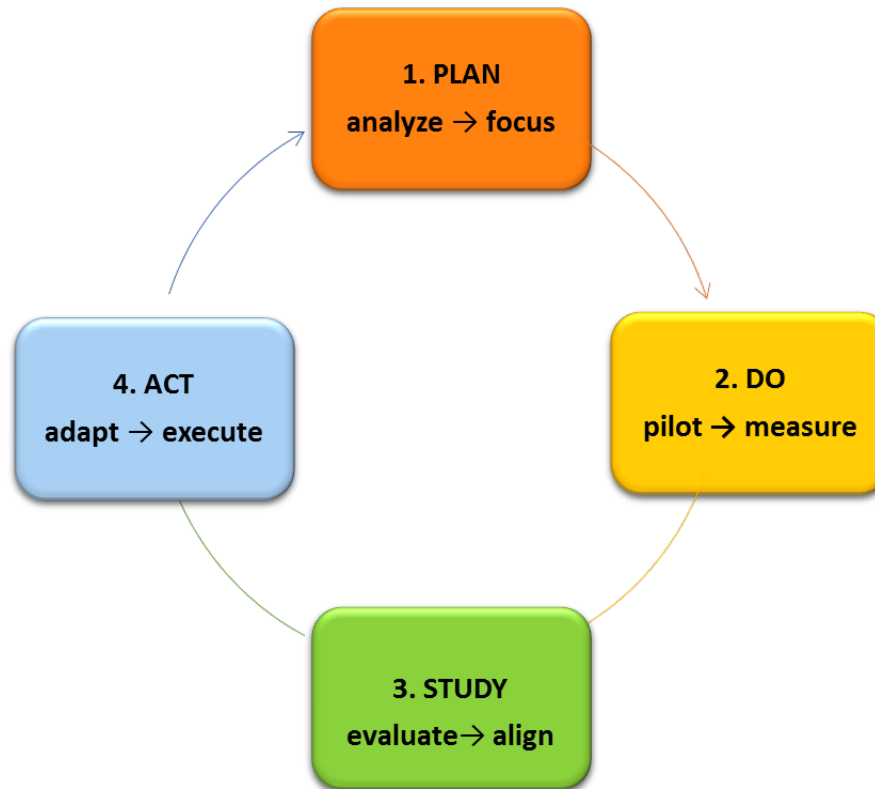 1. PLAN
analyze → focus
2. DO
pilot → measure
3. STUDY
evaluate→ align
4. ACT
adapt → execute